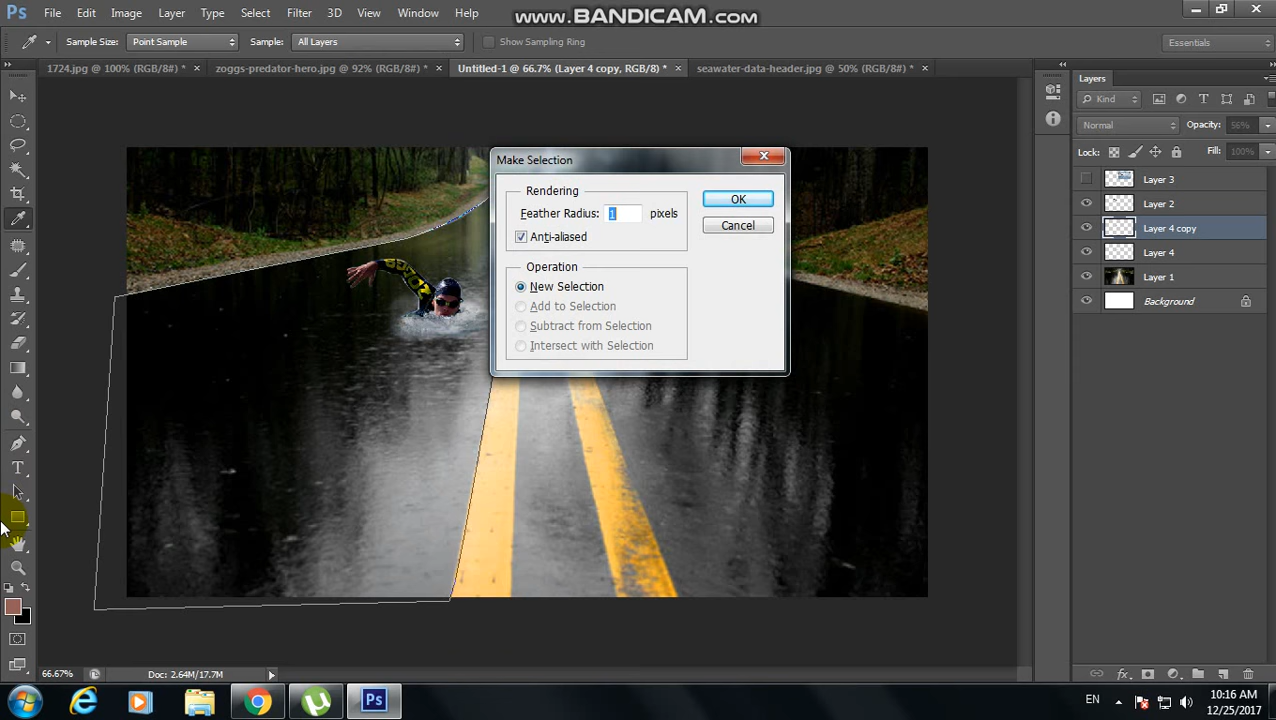 Ps File Edit Image Layer Type Select Filter 3D View Window Help
www.BANDICAM.com
Sample Size: Point Sample Sample: All Layers Show Sampling Ring Essentials
1724.jpg @ 100% (RGB/8#) * × zoggs-predator-hero.jpg @ 92% (RGB/8#) * × Untitled-1 @ 66.7% (Layer 4 copy, RGB/8) * × seawater-data-header.jpg @ 50% (RGB/8#) * ×
Layers
Kind
Normal Opacity: 56%
Lock: Fill: 100%
Layer 3
Layer 2
Layer 4 copy
Layer 4
Layer 1
Background
Make Selection
Rendering
Feather Radius: 1 pixels
Anti-aliased
OK
Cancel
Operation
New Selection
Add to Selection
Subtract from Selection
Intersect with Selection
66.67% Doc: 2.64M/17.7M
Ps
EN
10:16 AM
12/25/2017